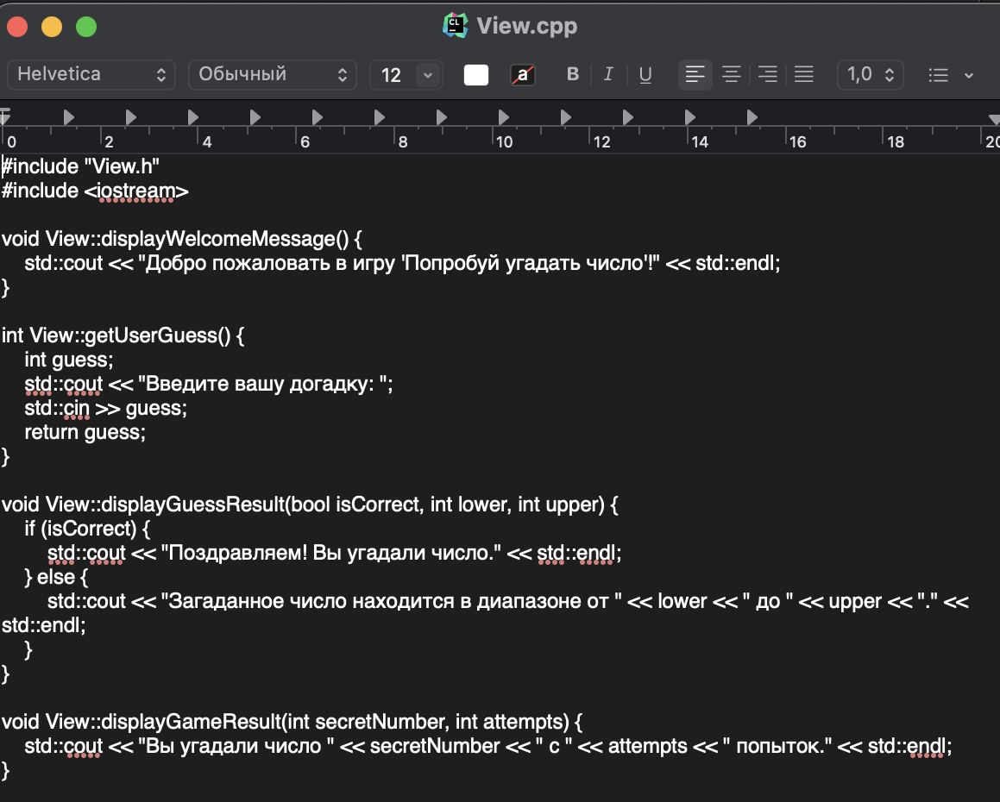 View.cpp
Helvetica Обычный 12 a B I U 1,0
0 2 4 6 8 10 12 14 16 18 20
#include "View.h"
#include <iostream>

void View::displayWelcomeMessage() {
    std::cout << "Добро пожаловать в игру 'Попробуй угадать число'!" << std::endl;
}

int View::getUserGuess() {
    int guess;
    std::cout << "Введите вашу догадку: ";
    std::cin >> guess;
    return guess;
}

void View::displayGuessResult(bool isCorrect, int lower, int upper) {
    if (isCorrect) {
        std::cout << "Поздравляем! Вы угадали число." << std::endl;
    } else {
        std::cout << "Загаданное число находится в диапазоне от " << lower << " до " << upper << "." <<
std::endl;
    }
}

void View::displayGameResult(int secretNumber, int attempts) {
    std::cout << "Вы угадали число " << secretNumber << " с " << attempts << " попыток." << std::endl;
}